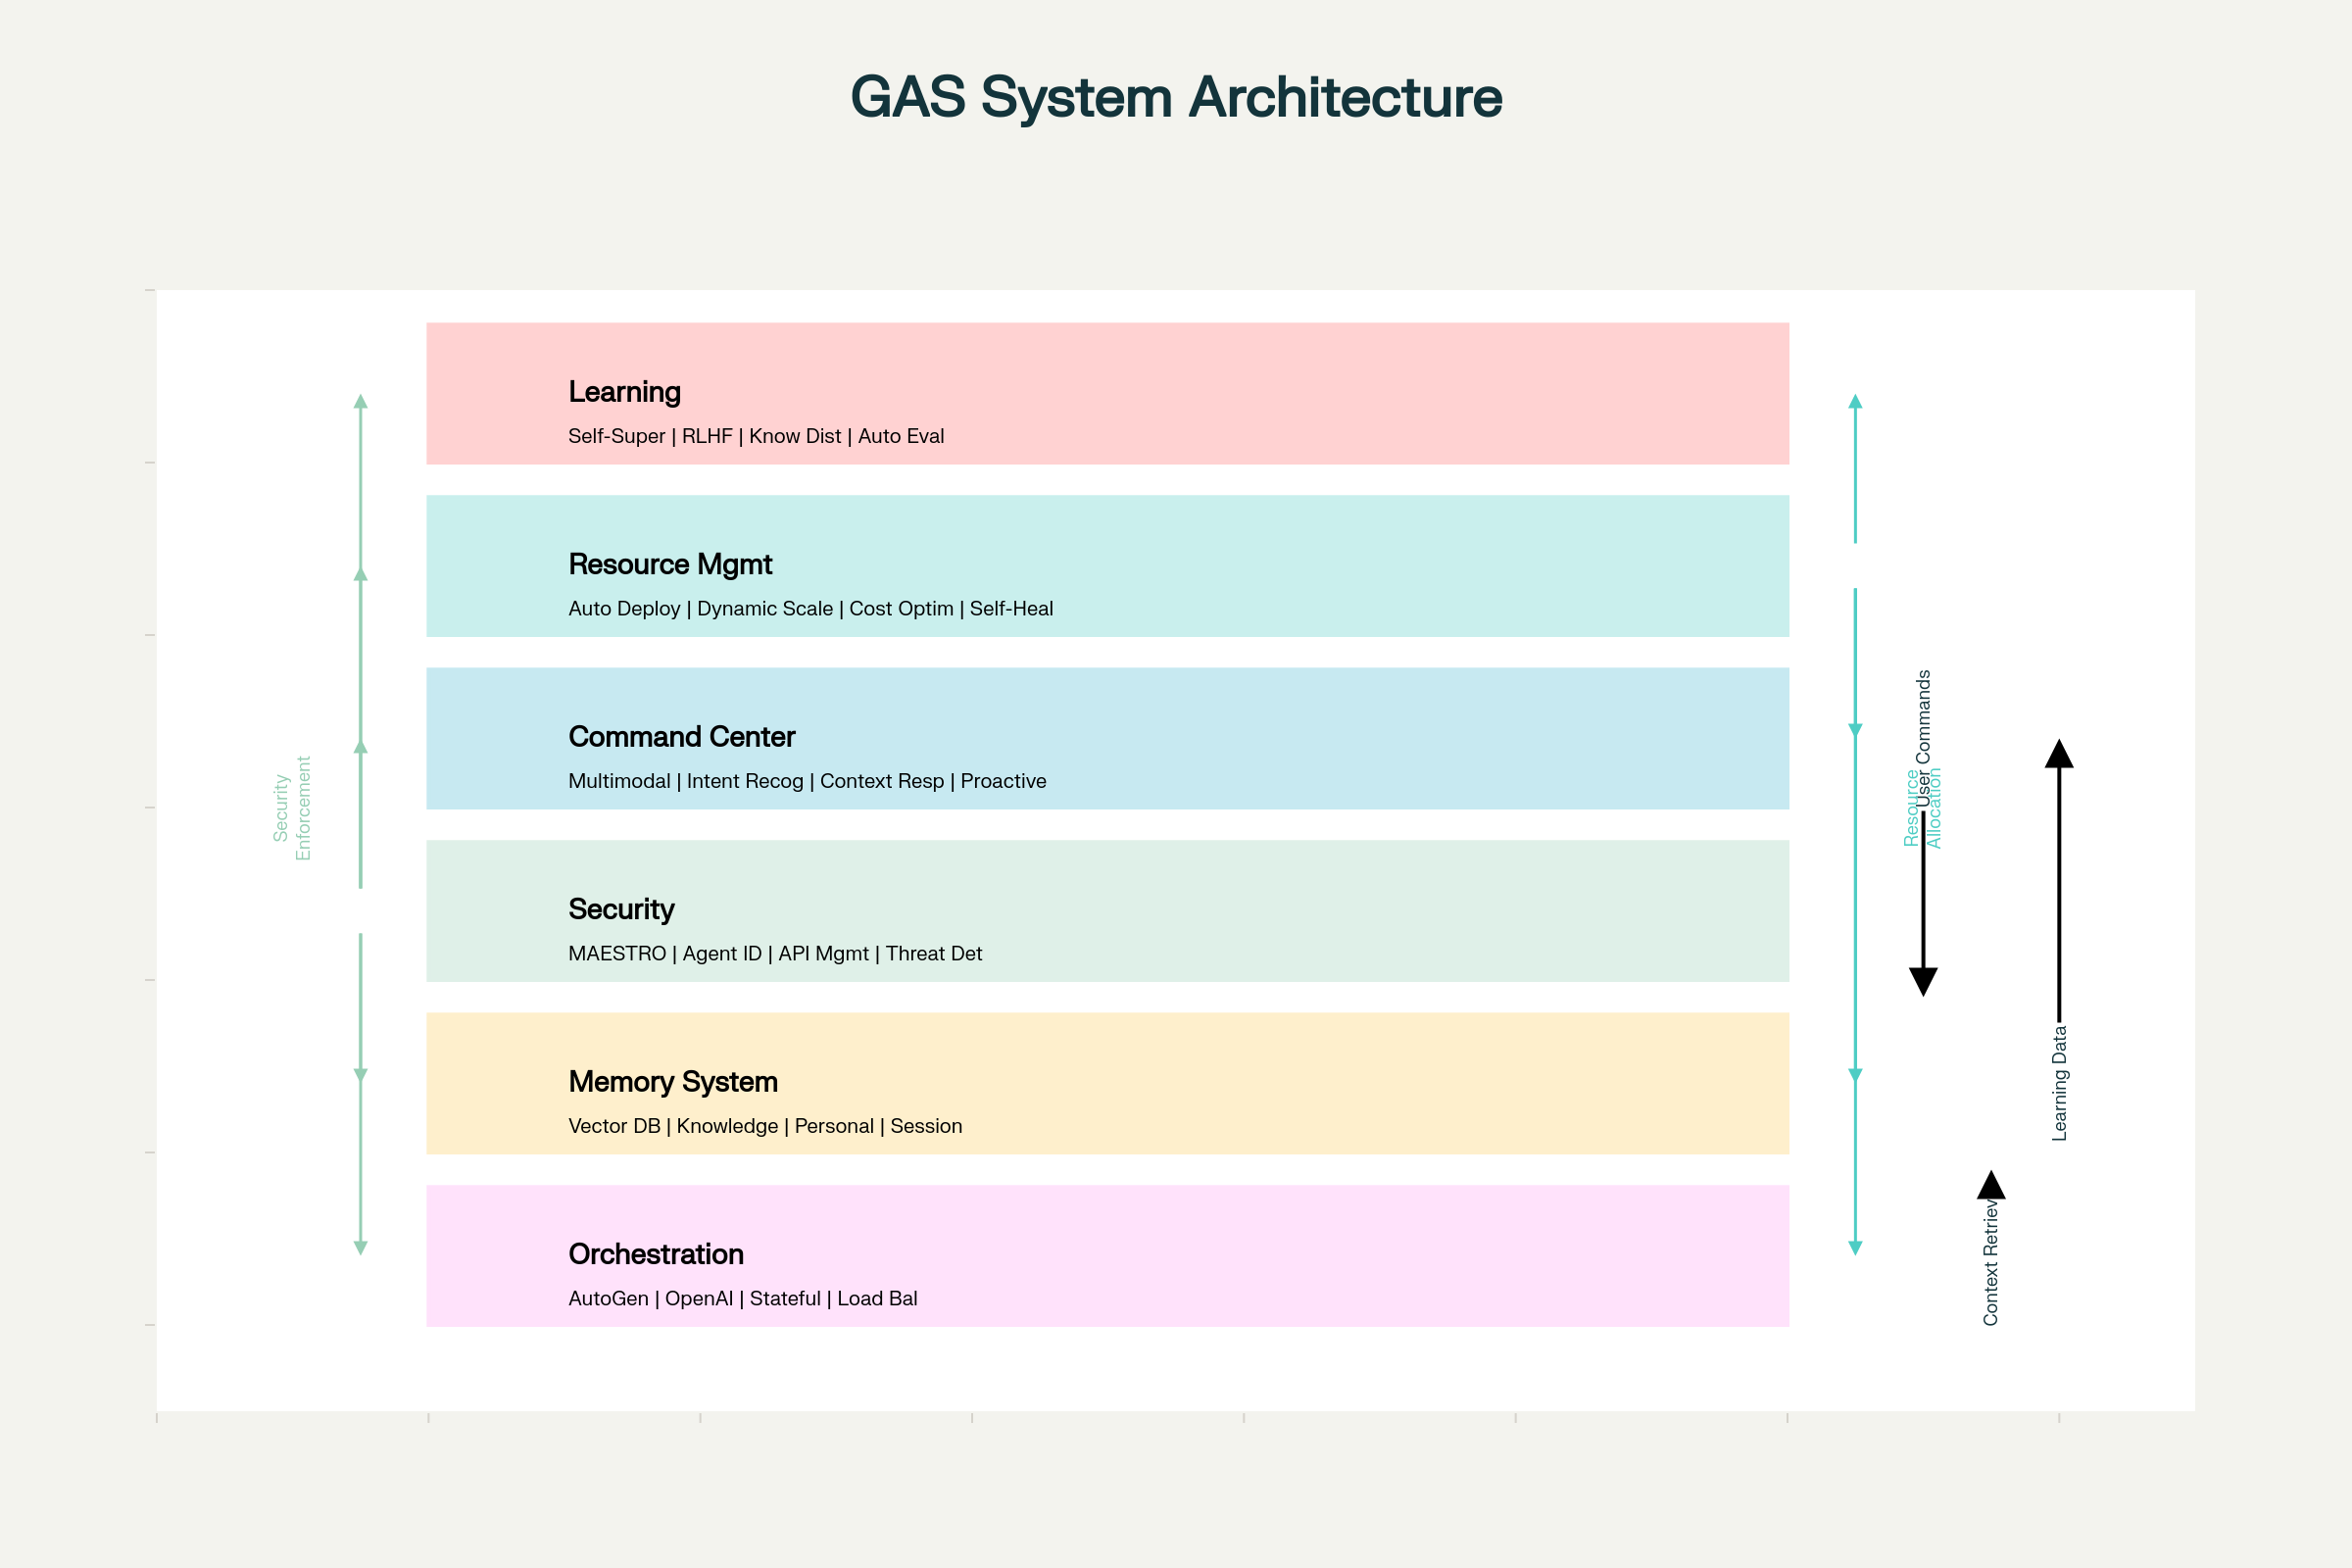 GAS System Architecture
Learning
Self-Super | RLHF | Know Dist | Auto Eval
Resource Mgmt
Auto Deploy | Dynamic Scale | Cost Optim | Self-Heal
Command Center
Multimodal | Intent Recog | Context Resp | Proactive
Security
MAESTRO | Agent ID | API Mgmt | Threat Det
Memory System
Vector DB | Knowledge | Personal | Session
Orchestration
AutoGen | OpenAI | Stateful | Load Bal
Security
Enforcement
Resource
Allocation
User Commands
Learning Data
Context Retriev